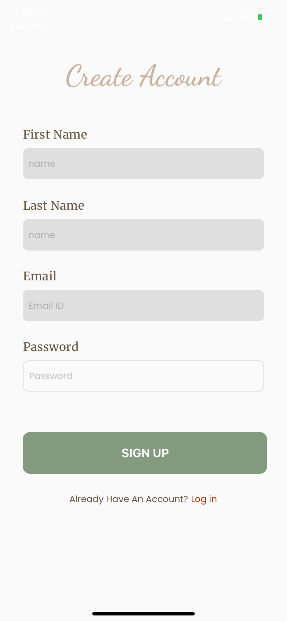 Create Account
First Name
name
Last Name
name
Email
Email ID
Password
Password
SIGN UP
Already Have An Account? Log in